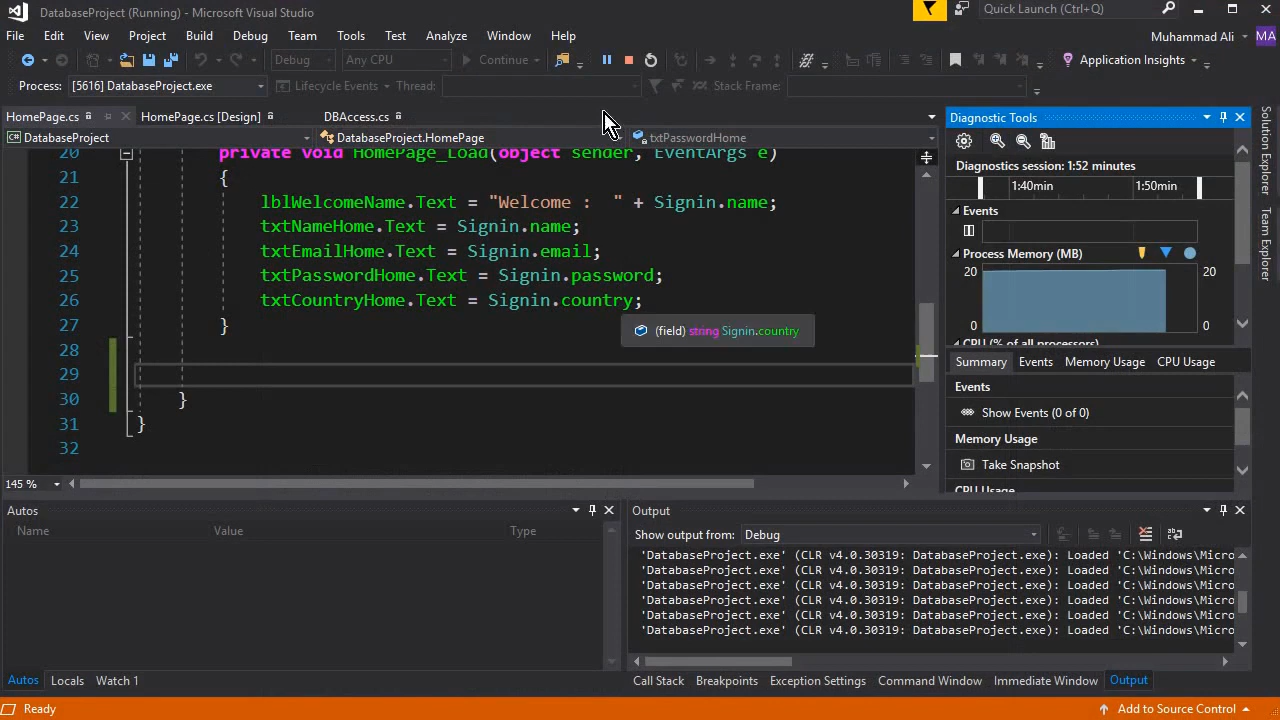 DatabaseProject (Running) - Microsoft Visual Studio
Quick Launch (Ctrl+Q)
File Edit View Project Build Debug Team Tools Test Analyze Window Help
Muhammad Ali MA
Debug Any CPU Continue Application Insights
Process: [5616] DatabaseProject.exe Lifecycle Events Thread: Stack Frame:
HomePage.cs HomePage.cs [Design] DBAccess.cs
DatabaseProject DatabaseProject.HomePage txtPasswordHome
20 private void HomePage_Load(object sender, EventArgs e)
21 {
22 lblWelcomeName.Text = "Welcome :  " + Signin.name;
23 txtNameHome.Text = Signin.name;
24 txtEmailHome.Text = Signin.email;
25 txtPasswordHome.Text = Signin.password;
26 txtCountryHome.Text = Signin.country;
27 }
(field) string Signin.country
28
29
30 }
31 }
32
145 %
Diagnostic Tools
Diagnostics session: 1:52 minutes
1:40min 1:50min
Events
Process Memory (MB)
20 20
0 0
CPU (% of all processors)
Summary Events Memory Usage CPU Usage
Events
Show Events (0 of 0)
Memory Usage
Take Snapshot
CPU Usage
Solution Explorer
Team Explorer
Autos
Name Value Type
Autos Locals Watch 1
Output
Show output from: Debug
'DatabaseProject.exe' (CLR v4.0.30319: DatabaseProject.exe): Loaded 'C:\Windows\Micro
'DatabaseProject.exe' (CLR v4.0.30319: DatabaseProject.exe): Loaded 'C:\Windows\Micro
'DatabaseProject.exe' (CLR v4.0.30319: DatabaseProject.exe): Loaded 'C:\Windows\Micro
'DatabaseProject.exe' (CLR v4.0.30319: DatabaseProject.exe): Loaded 'C:\Windows\Micro
'DatabaseProject.exe' (CLR v4.0.30319: DatabaseProject.exe): Loaded 'C:\Windows\Micro
'DatabaseProject.exe' (CLR v4.0.30319: DatabaseProject.exe): Loaded 'C:\Windows\Micro
Call Stack Breakpoints Exception Settings Command Window Immediate Window Output
Ready
Add to Source Control